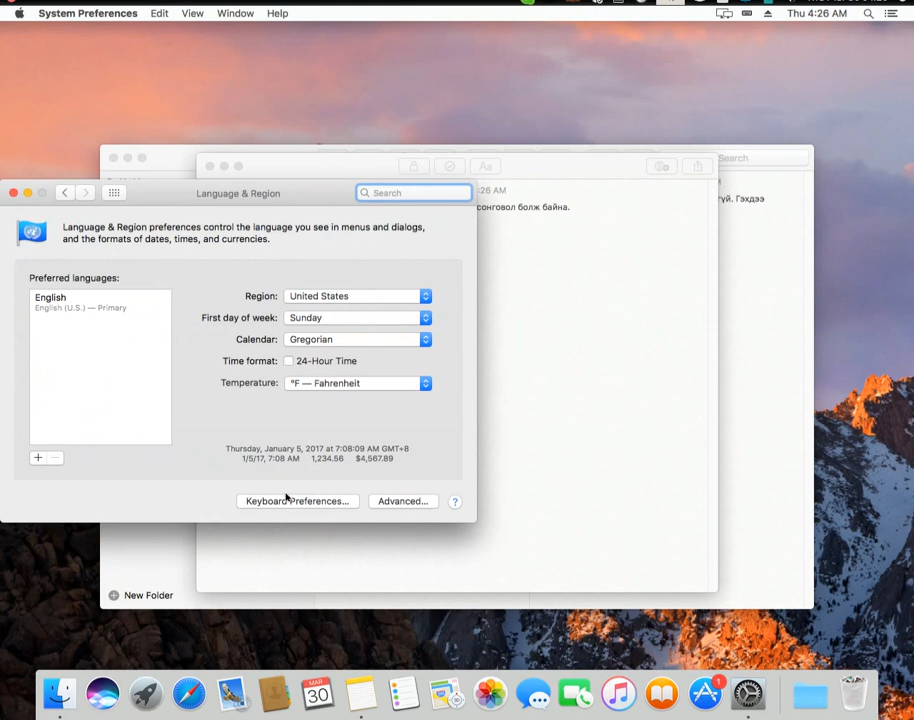 System Preferences Edit View Window Help
Thu 4:26 AM
Search
Language & Region
Search
:26 AM
сонговол болж байна.
гүй. Гэхдээ
Language & Region preferences control the language you see in menus and dialogs,
and the formats of dates, times, and currencies.
Preferred languages:
English
English (U.S.) — Primary
Region: United States
First day of week: Sunday
Calendar: Gregorian
Time format: 24-Hour Time
Temperature: °F — Fahrenheit
Thursday, January 5, 2017 at 7:08:09 AM GMT+8
1/5/17, 7:08 AM 1,234.56 $4,567.89
+ −
Keyboard Preferences... Advanced... ?
New Folder
MAR
30
1